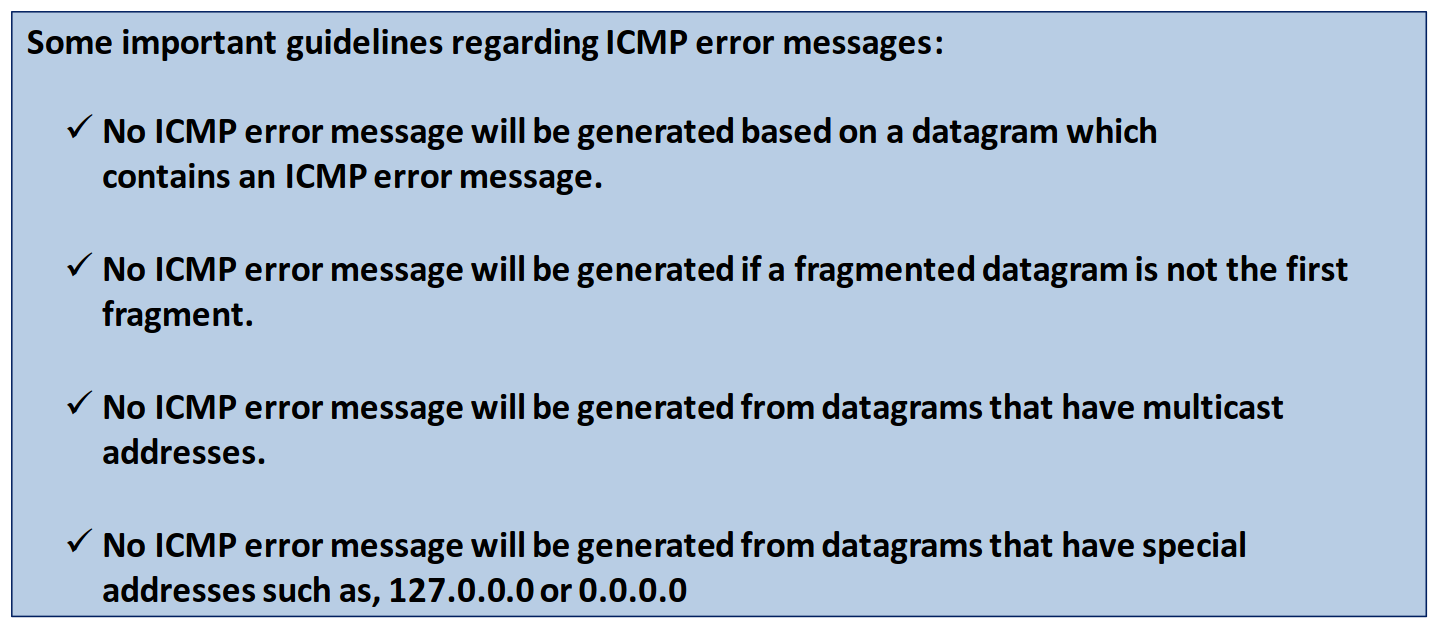 Some important guidelines regarding ICMP error messages:
✓ No ICMP error message will be generated based on a datagram which
contains an ICMP error message.
✓ No ICMP error message will be generated if a fragmented datagram is not the first
fragment.
✓ No ICMP error message will be generated from datagrams that have multicast
addresses.
✓ No ICMP error message will be generated from datagrams that have special
addresses such as, 127.0.0.0 or 0.0.0.0